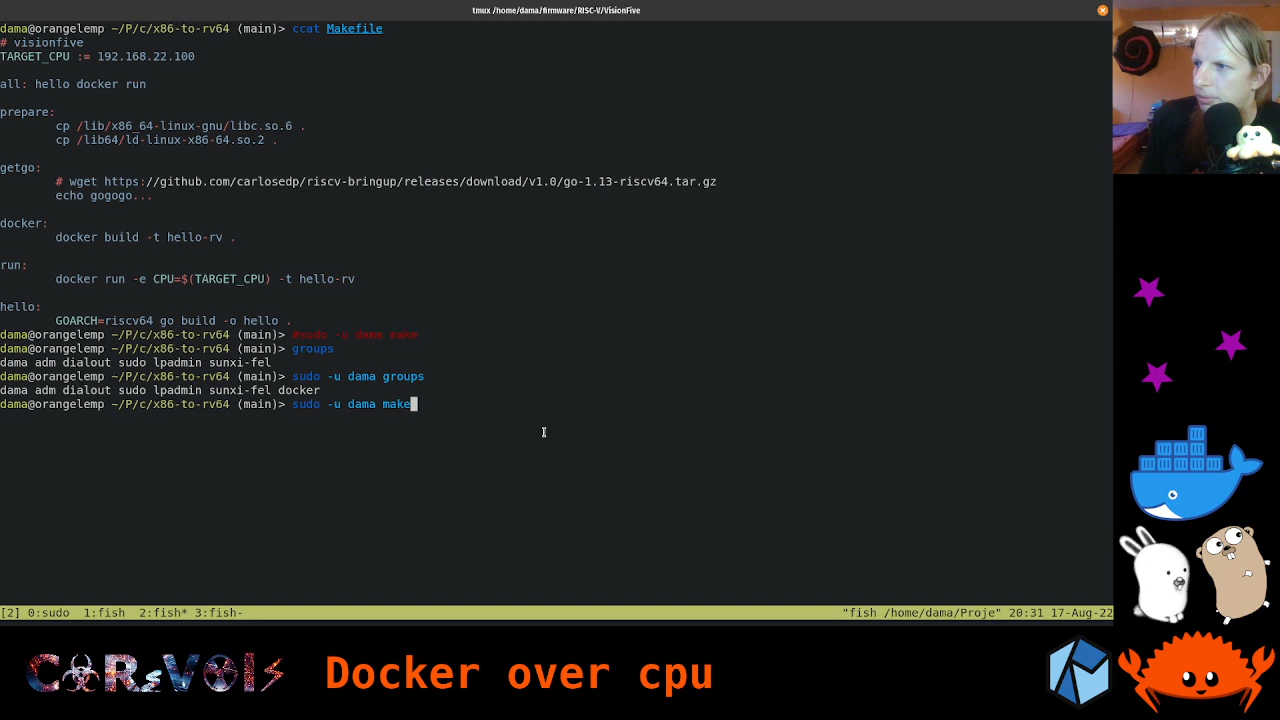 tmux /home/dama/firmware/RISC-V/VisionFive
dama@orangelemp ~/P/c/x86-to-rv64 (main)> ccat Makefile
# visionfive
TARGET_CPU := 192.168.22.100
all: hello docker run
prepare:
cp /lib/x86_64-linux-gnu/libc.so.6 .
cp /lib64/ld-linux-x86-64.so.2 .
getgo:
# wget https://github.com/carlosedp/riscv-bringup/releases/download/v1.0/go-1.13-riscv64.tar.gz
echo gogogo...
docker:
docker build -t hello-rv .
run:
docker run -e CPU=$(TARGET_CPU) -t hello-rv
hello:
GOARCH=riscv64 go build -o hello .
dama@orangelemp ~/P/c/x86-to-rv64 (main)> #sudo -u dama make
dama@orangelemp ~/P/c/x86-to-rv64 (main)> groups
dama adm dialout sudo lpadmin sunxi-fel
dama@orangelemp ~/P/c/x86-to-rv64 (main)> sudo -u dama groups
dama adm dialout sudo lpadmin sunxi-fel docker
dama@orangelemp ~/P/c/x86-to-rv64 (main)> sudo -u dama make
[2] 0:sudo 1:fish 2:fish* 3:fish- "fish /home/dama/Proje" 20:31 17-Aug-22
Docker over cpu